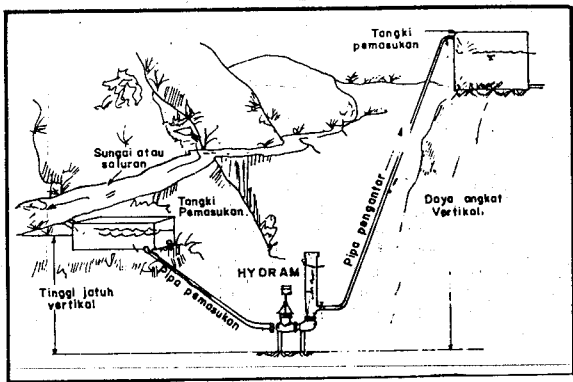 Tangki
pemasukan
Sungai atau
saluran
Tangki
Pemasukan.
Daya angkat
Vertikal.
Pipa pengantar
HYDRAM
Tinggi jatuh
vertikal
Pipa pemasukan